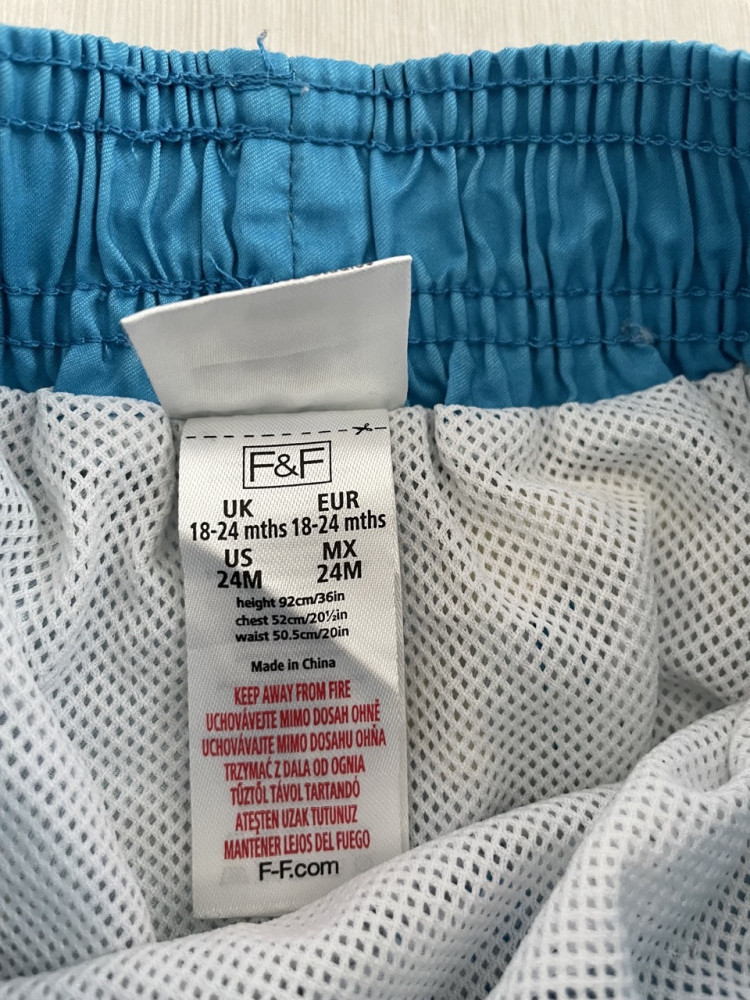 F&F
UK EUR
18-24 mths 18-24 mths
US MX
24M 24M
height 92cm/36in
chest 52cm/20½in
waist 50.5cm/20in
Made in China
KEEP AWAY FROM FIRE
UCHOVÁVEJTE MIMO DOSAH OHNĚ
UCHOVÁVAJTE MIMO DOSAHU OHŇA
TRZYMAĆ Z DALA OD OGNIA
TŰZTŐL TÁVOL TARTANDÓ
ATEŞTEN UZAK TUTUNUZ
MANTENER LEJOS DEL FUEGO
F-F.com